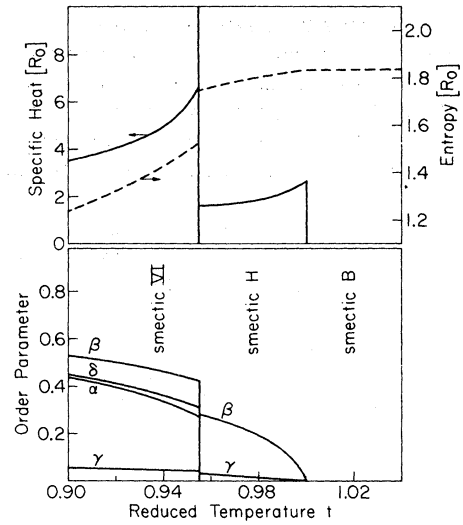 Specific Heat [R₀]
8
6
4
2
0
2.0
1.8
1.6
1.4
1.2
Entropy [R₀]
Order Parameter
0.8
0.6
0.4
0.2
smectic VI
smectic H
smectic B
β
δ
α
γ
β
γ
0.90
0.94
0.98
1.02
Reduced Temperature t